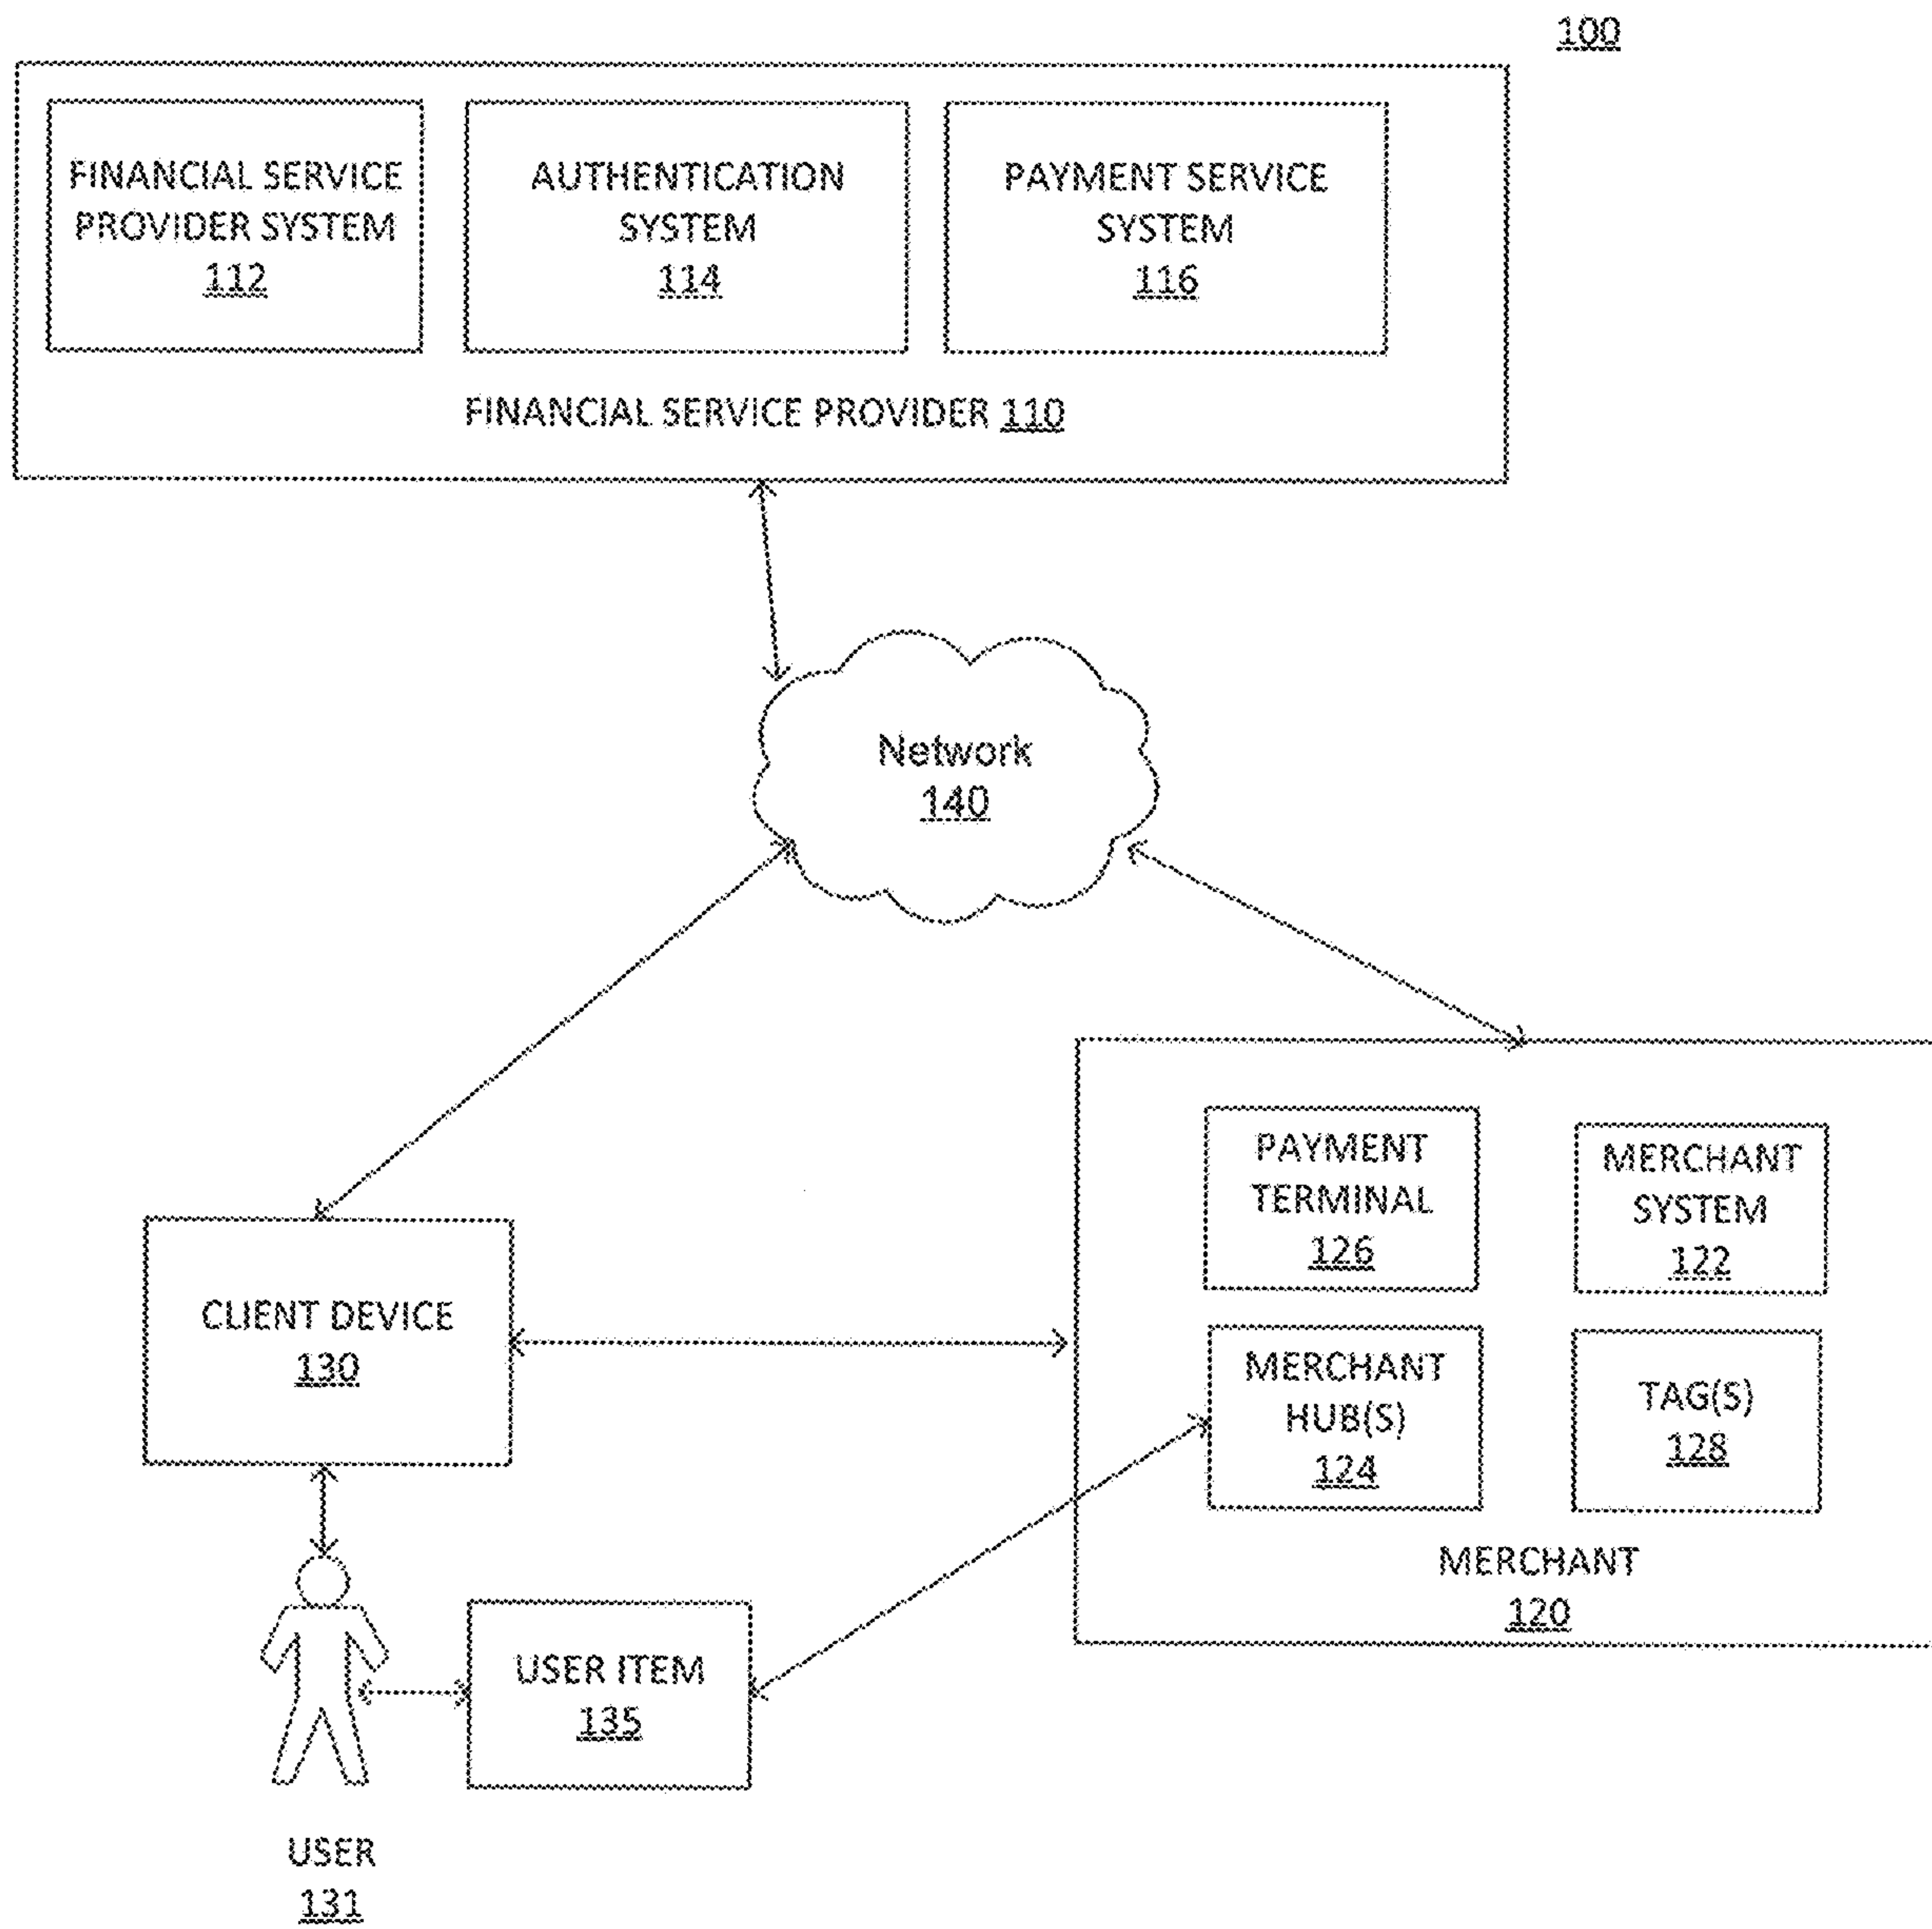 100
FINANCIAL SERVICE
PROVIDER SYSTEM
112
AUTHENTICATION
SYSTEM
114
PAYMENT SERVICE
SYSTEM
116
FINANCIAL SERVICE PROVIDER 110
Network
140
PAYMENT
TERMINAL
126
MERCHANT
SYSTEM
122
CLIENT DEVICE
130
MERCHANT
HUB(S)
124
TAG(S)
128
MERCHANT
120
USER ITEM
135
USER
131